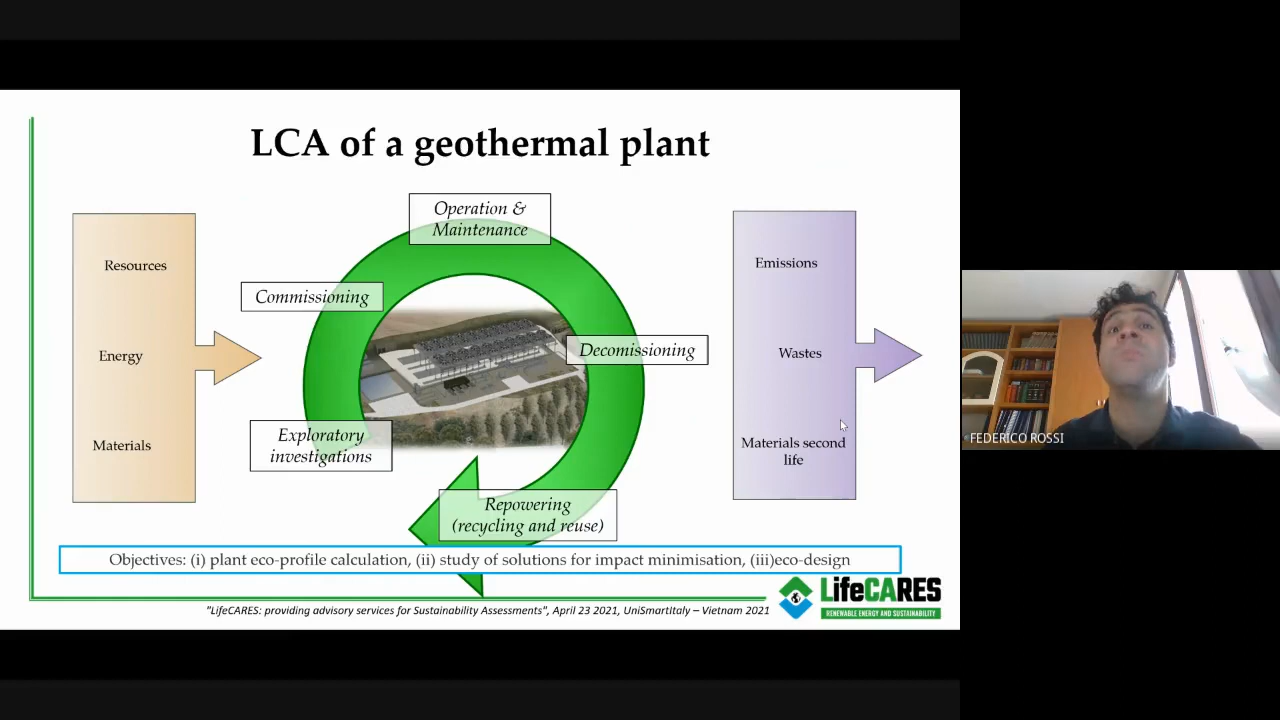 LCA of a geothermal plant
Operation &
Maintenance
Commissioning
Decomissioning
Exploratory
investigations
Repowering
(recycling and reuse)
Resources
Energy
Materials
Emissions
Wastes
Materials second
life
Objectives: (i) plant eco-profile calculation, (ii) study of solutions for impact minimisation, (iii)eco-design
"LifeCARES: providing advisory services for Sustainability Assessments", April 23 2021, UniSmartItaly – Vietnam 2021
LifeCARES
RENEWABLE ENERGY AND SUSTAINABILITY
FEDERICO ROSSI